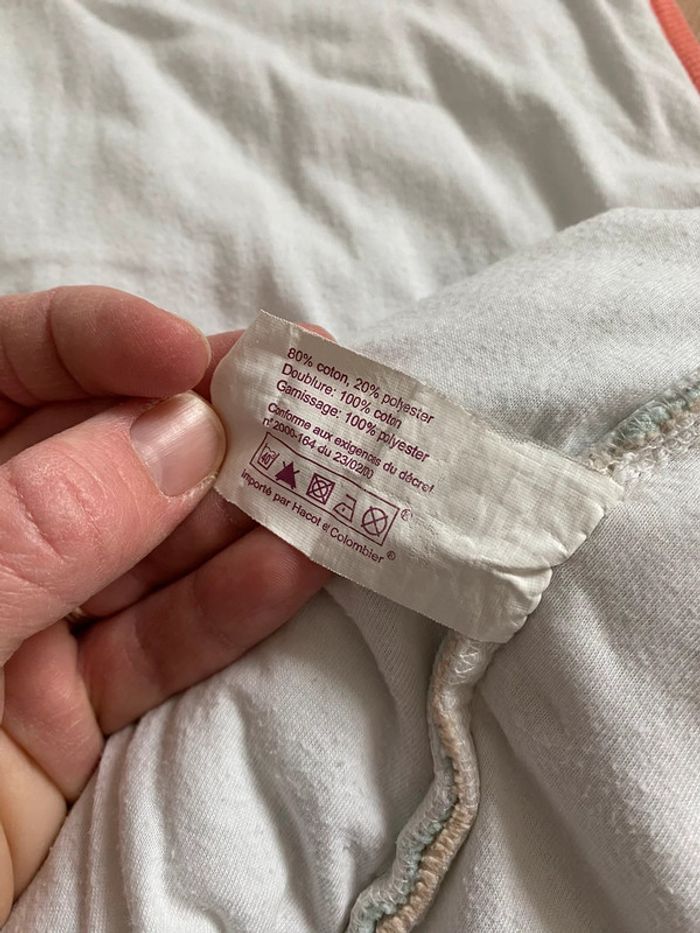 80% coton, 20% polyester
Doublure: 100% coton
Garnissage: 100% polyester
Conforme aux exigences du décret
n° 2000-164 du 23/02/00
40°
®
importé par Hacot et Colombier®